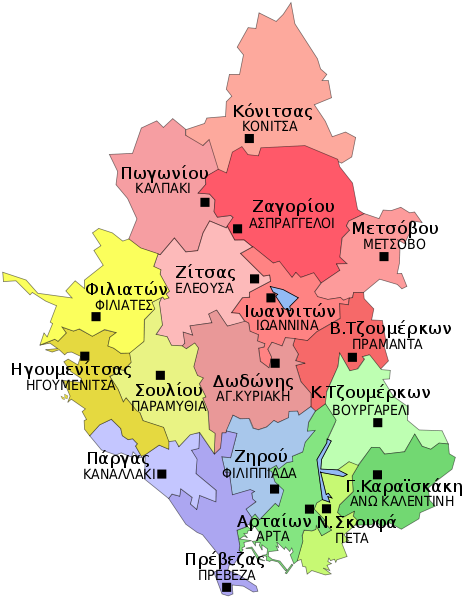 Κόνιτσας
ΚΟΝΙΤΣΑ
Πωγωνίου
ΚΑΛΠΑΚΙ
Ζαγορίου
ΑΣΠΡΑΓΓΕΛΟΙ
Μετσόβου
ΜΕΤΣΟΒΟ
Ζίτσας
ΕΛΕΟΥΣΑ
Φιλιατών
ΦΙΛΙΑΤΕΣ
Ιωαννιτών
ΙΩΑΝΝΙΝΑ
Β.Τζουμέρκων
ΠΡΑΜΑΝΤΑ
Ηγουμενίτσας
ΗΓΟΥΜΕΝΙΤΣΑ
Σουλίου
ΠΑΡΑΜΥΘΙΑ
Δωδώνης
ΑΓ.ΚΥΡΙΑΚΗ
Κ.Τζουμέρκων
ΒΟΥΡΓΑΡΕΛΙ
Πάργας
ΚΑΝΑΛΛΑΚΙ
Ζηρού
ΦΙΛΙΠΠΙΑΔΑ
Γ.Καραϊσκάκη
ΑΝΩ ΚΑΛΕΝΤΙΝΗ
Αρταίων
ΑΡΤΑ
Ν.Σκουφά
ΠΕΤΑ
Πρέβεζας
ΠΡΕΒΕΖΑ